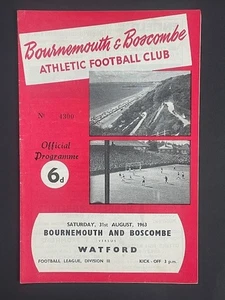 Bournemouth & Boscombe
ATHLETIC FOOTBALL CLUB
Nº 1390
Official
Programme
6d
SATURDAY, 31st AUGUST, 1963
BOURNEMOUTH AND BOSCOMBE
versus
WATFORD
FOOTBALL LEAGUE, DIVISION III
KICK-OFF 3 p.m.